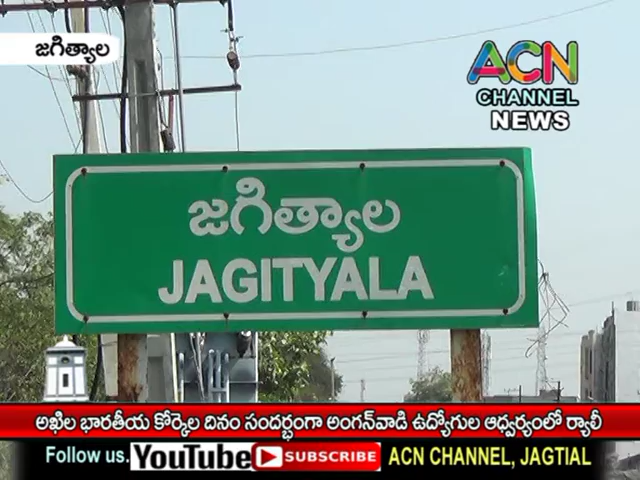 జగిత్యాల
ACN
CHANNEL
NEWS
జగిత్యాల
JAGITYALA
అఖిల భారతీయ కోర్కెల దినం సందర్భంగా అంగన్‌వాడి ఉద్యోగుల ఆధ్వర్యంలో ర్యాలీ
Follow us. YouTube SUBSCRIBE ACN CHANNEL, JAGTIAL